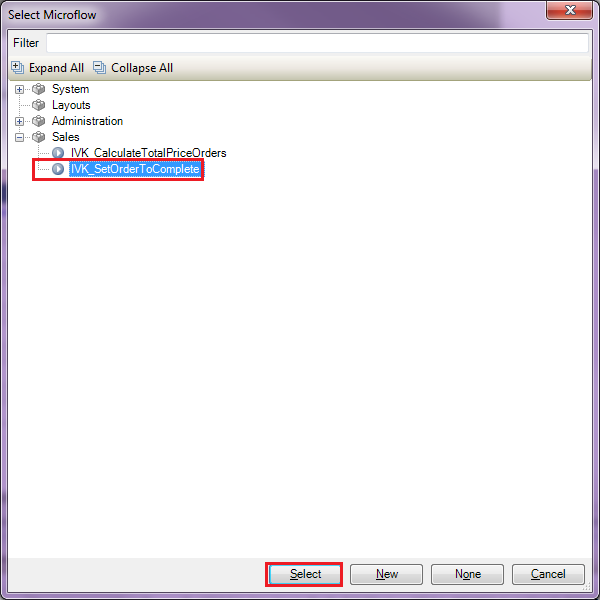 Select Microflow
Filter
Expand All Collapse All
System
Layouts
Administration
Sales
IVK_CalculateTotalPriceOrders
IVK_SetOrderToComplete
Select New None Cancel